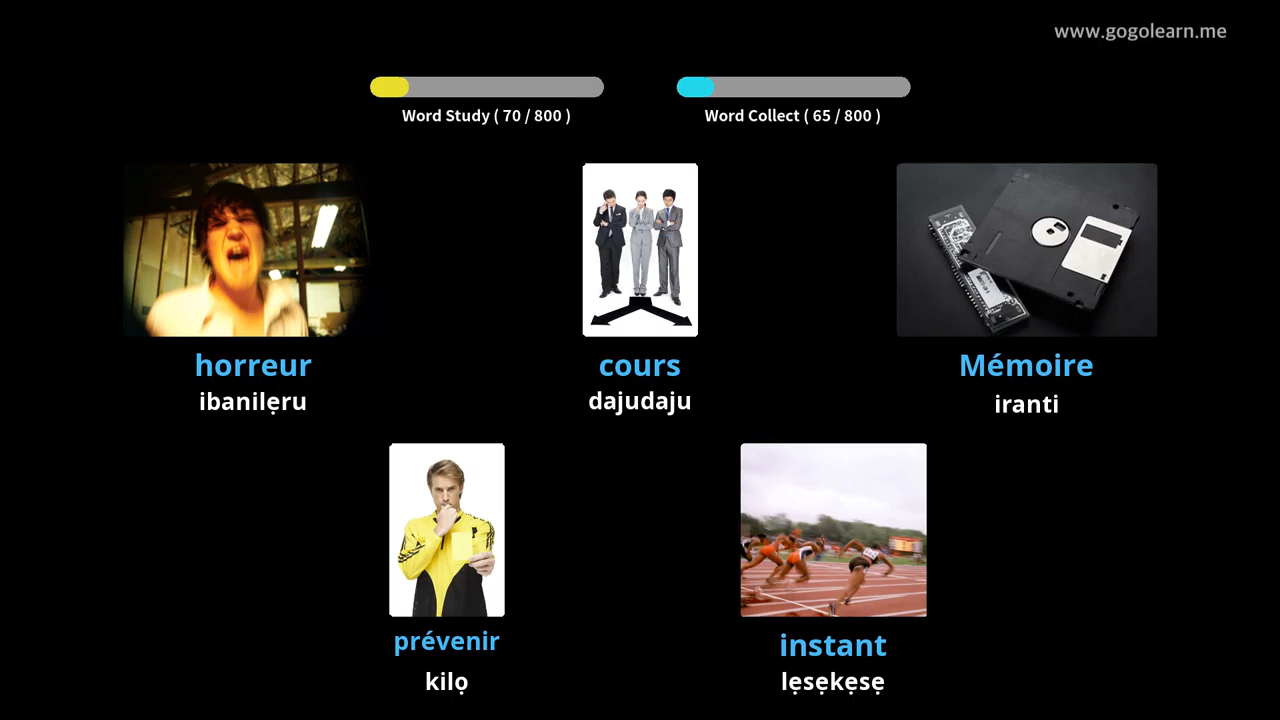 www.gogolearn.me
Word Study ( 70 / 800 )
Word Collect ( 65 / 800 )
horreur
ibanilẹru
cours
dajudaju
Mémoire
iranti
prévenir
kilọ
instant
lẹsẹkẹsẹ